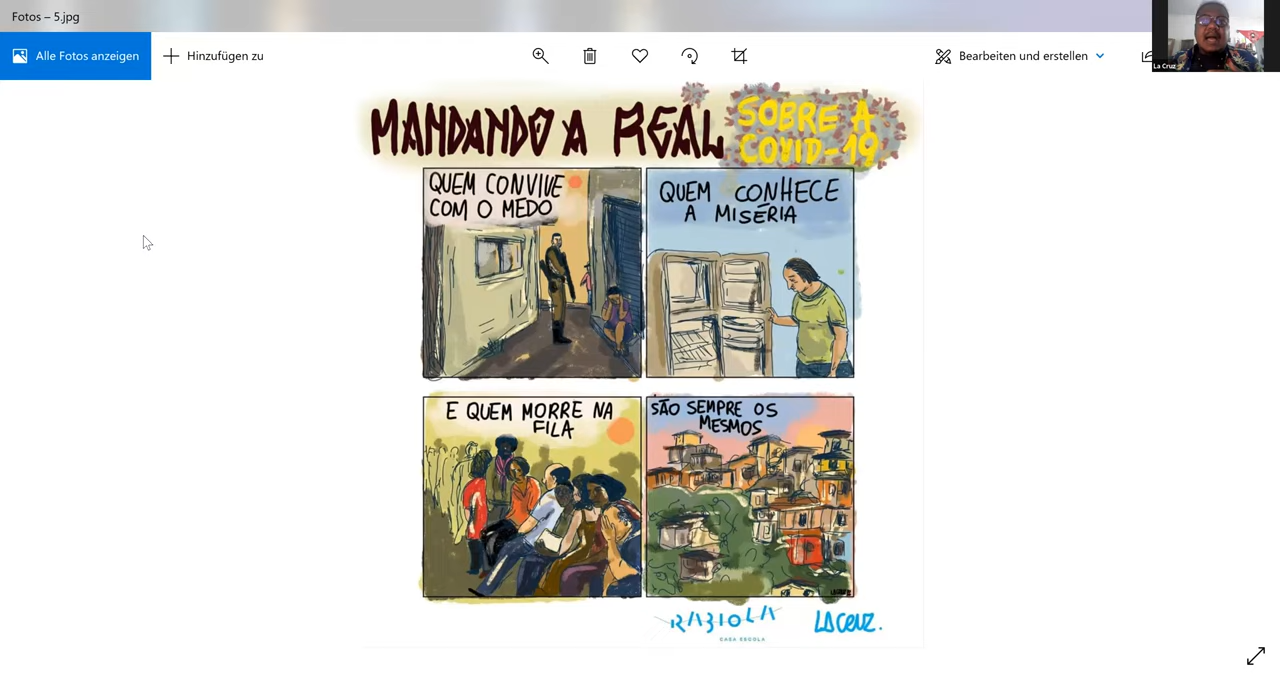 Fotos – 5.jpg
Alle Fotos anzeigen
Hinzufügen zu
Bearbeiten und erstellen
La Cruz
MANDANDO A REAL
SOBRE A
COVID-19
QUEM CONVIVE
COM O MEDO
QUEM CONHECE
A MISÉRIA
E QUEM MORRE NA
FILA
SÃO SEMPRE OS
MESMOS
RABIOLA
CASA ESCOLA
LACRUZ.